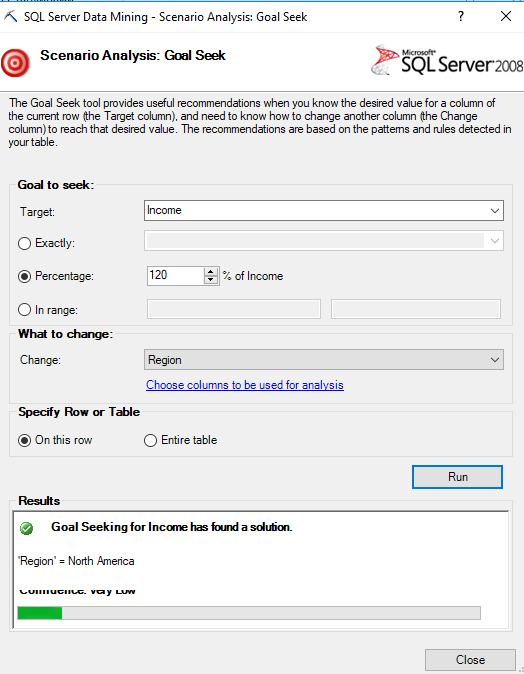 SQL Server Data Mining - Scenario Analysis: Goal Seek
Scenario Analysis: Goal Seek
Microsoft®
SQL Server 2008
The Goal Seek tool provides useful recommendations when you know the desired value for a column of
the current row (the Target column), and need to know how to change another column (the Change
column) to reach that desired value. The recommendations are based on the patterns and rules detected in
your table.
Goal to seek:
Target:
Income
Exactly:
Percentage:
120
% of Income
In range:
What to change:
Change:
Region
Choose columns to be used for analysis
Specify Row or Table
On this row
Entire table
Run
Results
Goal Seeking for Income has found a solution.
'Region' = North America
Confidence: Very Low
Close